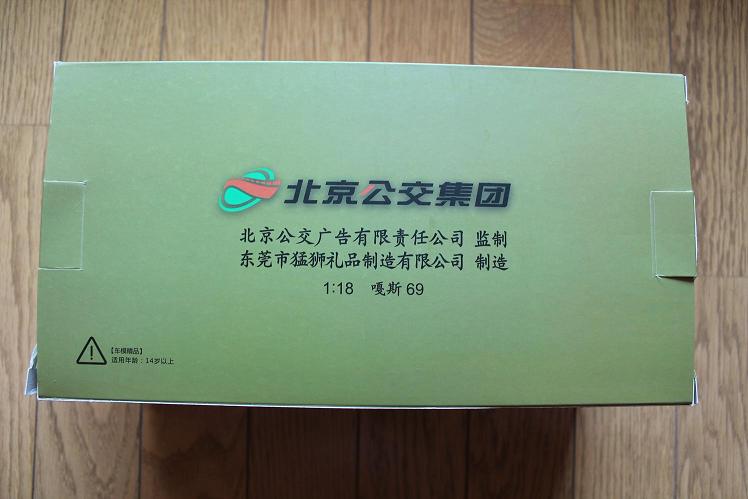 北京公交集团
北京公交广告有限责任公司 监制
东莞市猛狮礼品制造有限公司 制造
1:18 嘎斯 69
【车模精品】
适用年龄：14岁以上